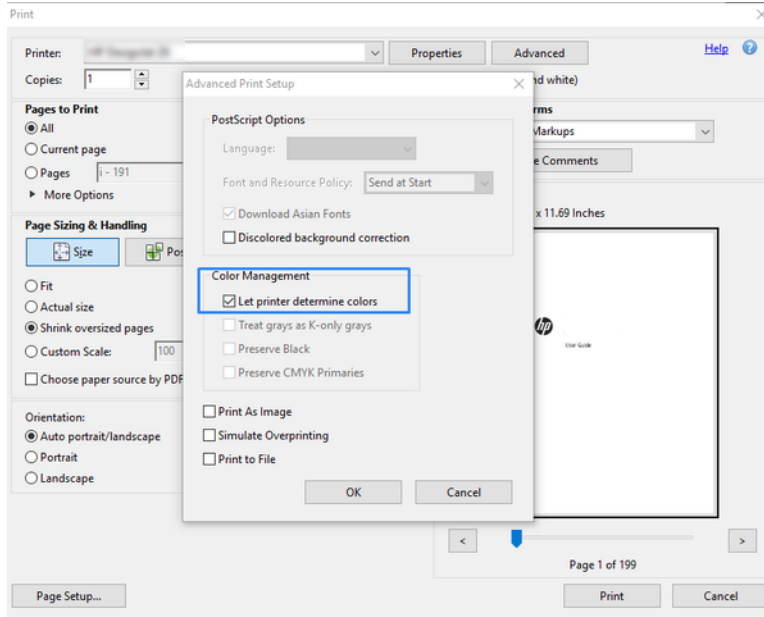 Print
Printer:
Properties
Advanced
Help ?
Copies: 1
nd white)
Pages to Print
All
Current page
Pages i - 191
More Options
Page Sizing & Handling
Size
Pos
Fit
Actual size
Shrink oversized pages
Custom Scale: 100
Choose paper source by PDF
Orientation:
Auto portrait/landscape
Portrait
Landscape
Advanced Print Setup
PostScript Options
Language:
Font and Resource Policy: Send at Start
Download Asian Fonts
Discolored background correction
Color Management
Let printer determine colors
Treat grays as K-only grays
Preserve Black
Preserve CMYK Primaries
Print As Image
Simulate Overprinting
Print to File
OK Cancel
rms
Markups
e Comments
x 11.69 Inches
hp
User Guide
< >
Page 1 of 199
Page Setup...
Print Cancel